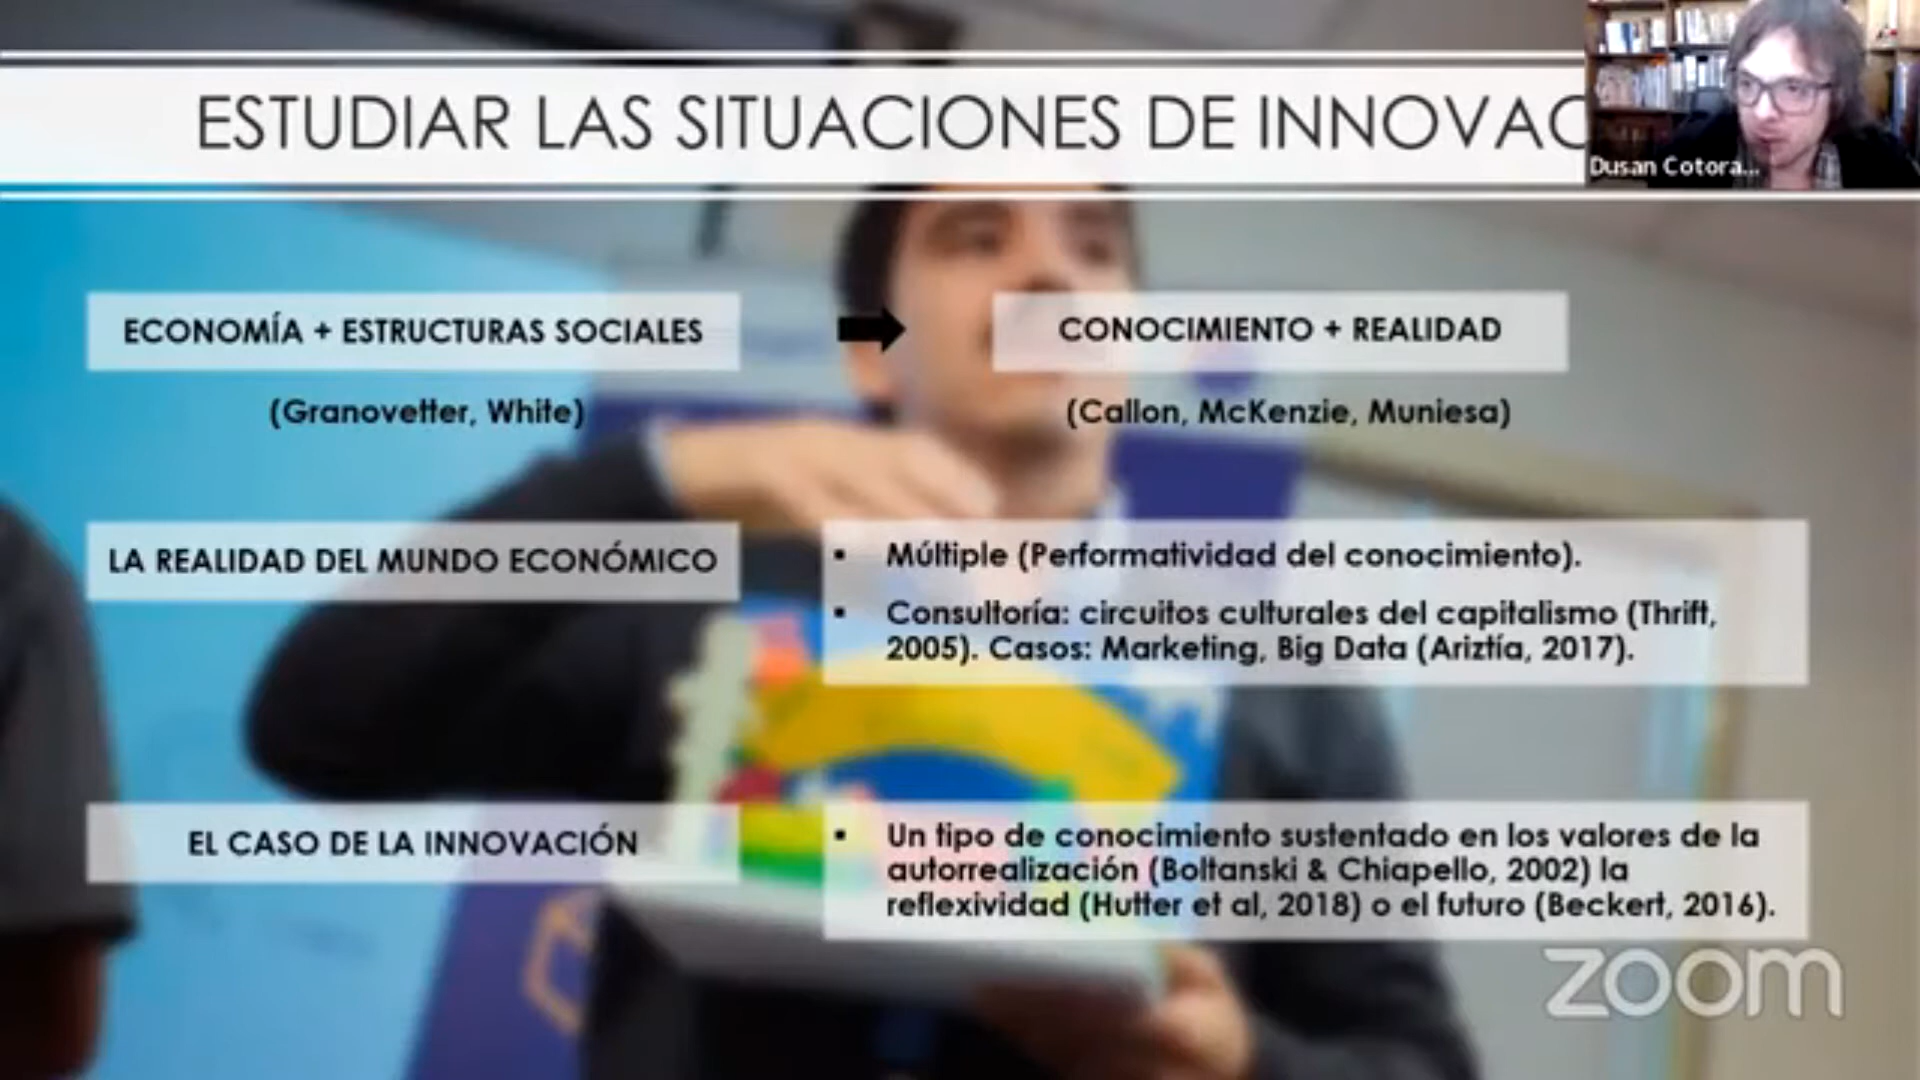 ESTUDIAR LAS SITUACIONES DE INNOVAC
Dusan Cotora...
ECONOMÍA + ESTRUCTURAS SOCIALES
CONOCIMIENTO + REALIDAD
(Granovetter, White)
(Callon, McKenzie, Muniesa)
LA REALIDAD DEL MUNDO ECONÓMICO
▪ Múltiple (Performatividad del conocimiento).
▪ Consultoría: circuitos culturales del capitalismo (Thrift,
2005). Casos: Marketing, Big Data (Ariztía, 2017).
EL CASO DE LA INNOVACIÓN
▪ Un tipo de conocimiento sustentado en los valores de la
autorrealización (Boltanski & Chiapello, 2002) la
reflexividad (Hutter et al, 2018) o el futuro (Beckert, 2016).
zoom